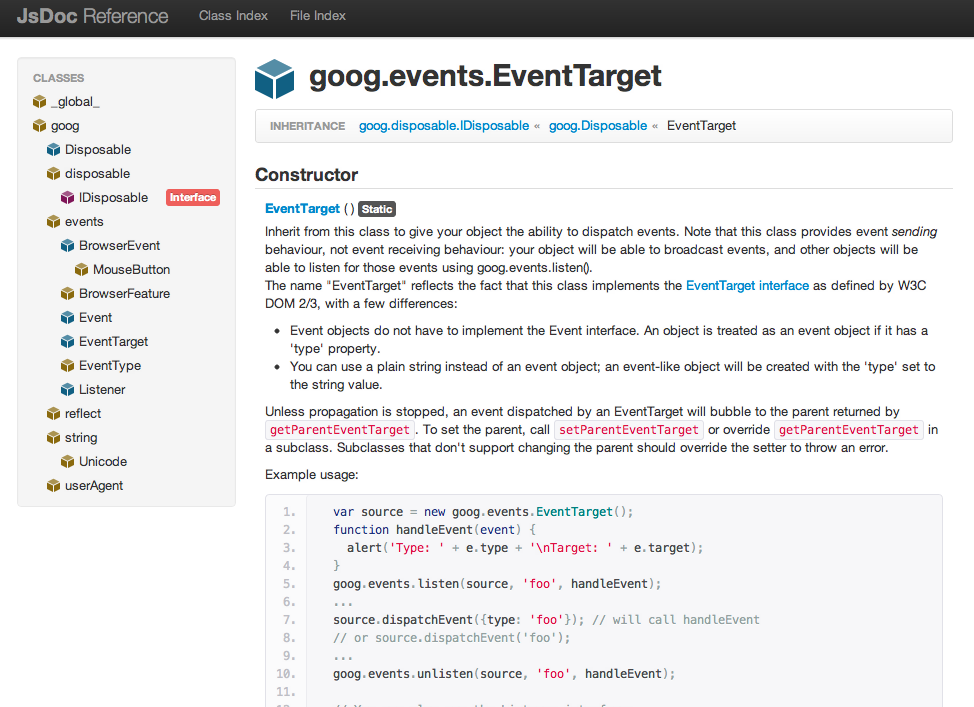 JsDoc Reference Class Index File Index
CLASSES
_global_
goog
Disposable
disposable
IDisposable Interface
events
BrowserEvent
MouseButton
BrowserFeature
Event
EventTarget
EventType
Listener
reflect
string
Unicode
userAgent
goog.events.EventTarget
INHERITANCE goog.disposable.IDisposable « goog.Disposable « EventTarget
Constructor
EventTarget () Static
Inherit from this class to give your object the ability to dispatch events. Note that this class provides event sending
behaviour, not event receiving behaviour: your object will be able to broadcast events, and other objects will be
able to listen for those events using goog.events.listen().
The name "EventTarget" reflects the fact that this class implements the EventTarget interface as defined by W3C
DOM 2/3, with a few differences:
• Event objects do not have to implement the Event interface. An object is treated as an event object if it has a
'type' property.
• You can use a plain string instead of an event object; an event-like object will be created with the 'type' set to
the string value.
Unless propagation is stopped, an event dispatched by an EventTarget will bubble to the parent returned by
getParentEventTarget. To set the parent, call setParentEventTarget or override getParentEventTarget in
a subclass. Subclasses that don't support changing the parent should override the setter to throw an error.
Example usage:
1. var source = new goog.events.EventTarget();
2. function handleEvent(event) {
3. alert('Type: ' + e.type + '\nTarget: ' + e.target);
4. }
5. goog.events.listen(source, 'foo', handleEvent);
6. ...
7. source.dispatchEvent({type: 'foo'}); // will call handleEvent
8. // or source.dispatchEvent('foo');
9. ...
10. goog.events.unlisten(source, 'foo', handleEvent);
11.